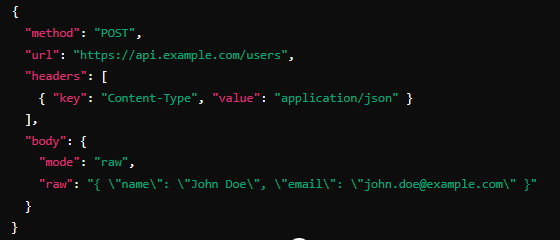 {
  "method": "POST",
  "url": "https://api.example.com/users",
  "headers": [
    { "key": "Content-Type", "value": "application/json" }
  ],
  "body": {
    "mode": "raw",
    "raw": "{ \"name\": \"John Doe\", \"email\": \"john.doe@example.com\" }"
  }
}